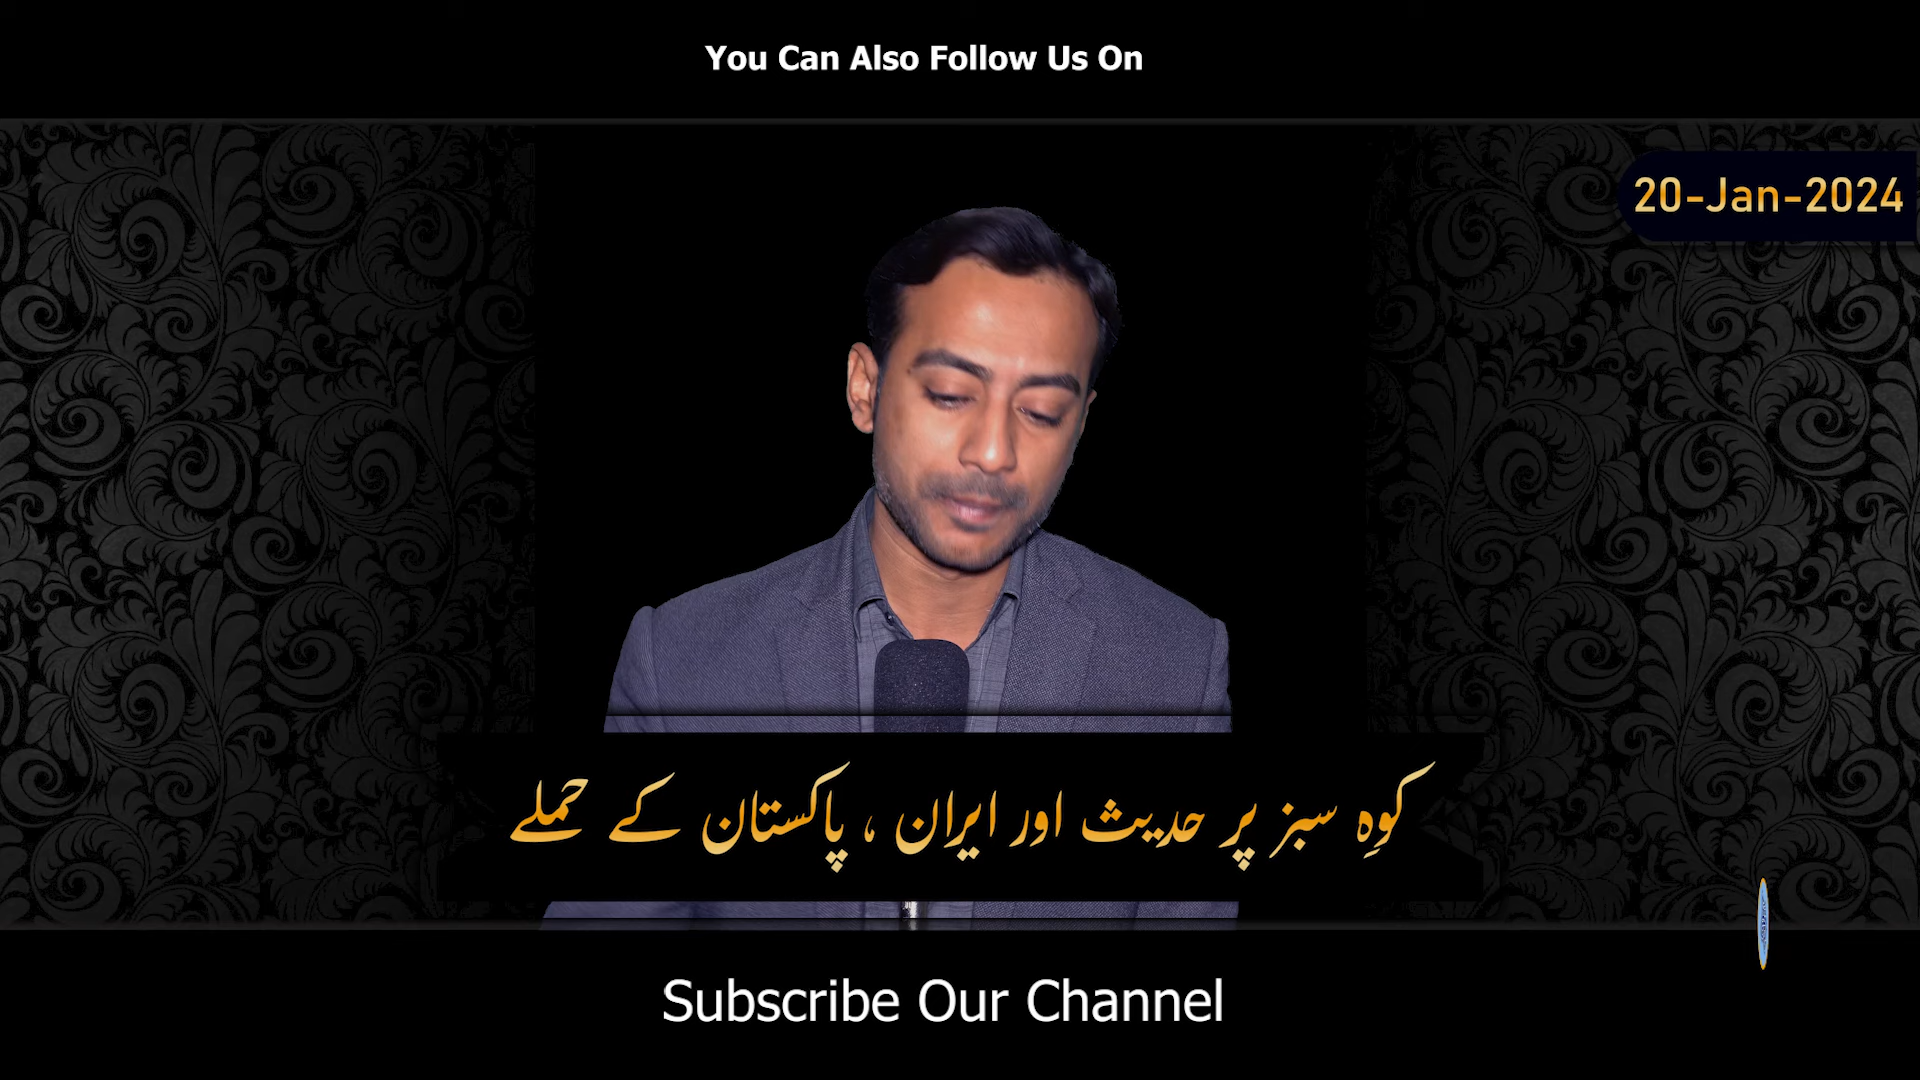 You Can Also Follow Us On
20-Jan-2024
کوہِ سبز پر حدیث اور ایران ، پاکستان کے حملے
Subscribe Our Channel